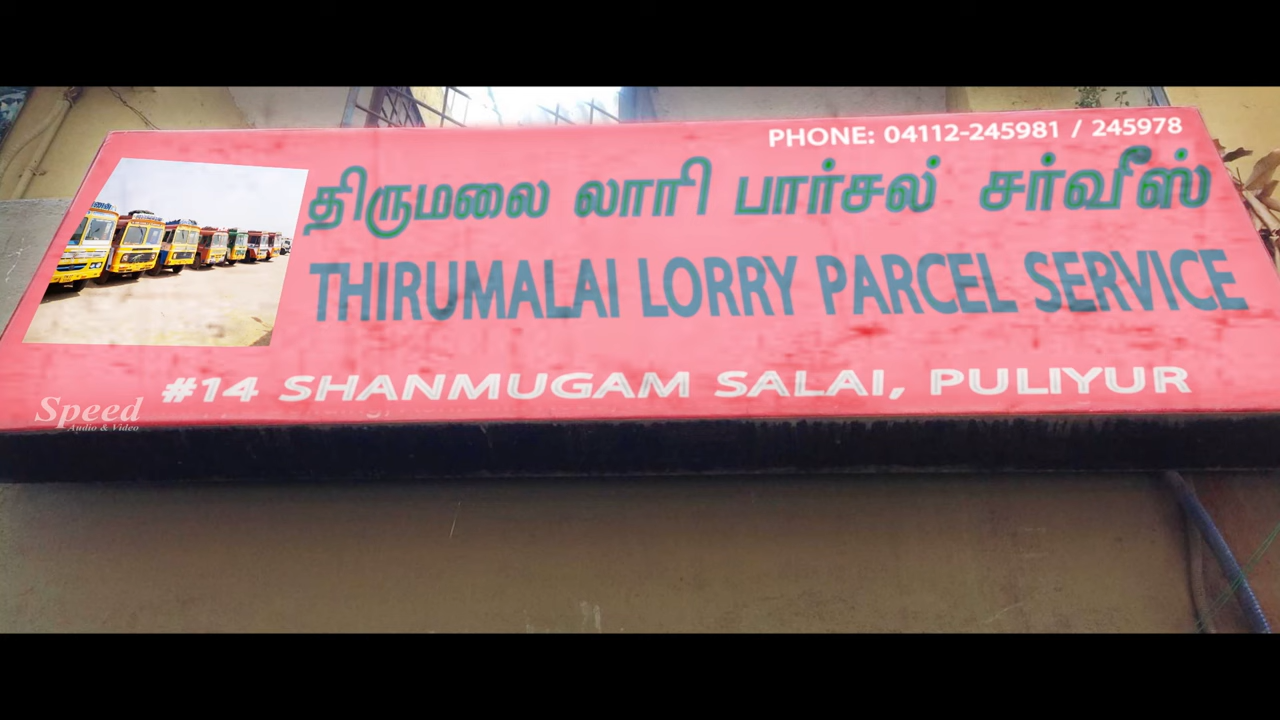 PHONE: 04112-245981 / 245978
திருமலை லாரி பார்சல் சர்வீஸ்
THIRUMALAI LORRY PARCEL SERVICE
#14 SHANMUGAM SALAI, PULIYUR
Speed
Audio & Video